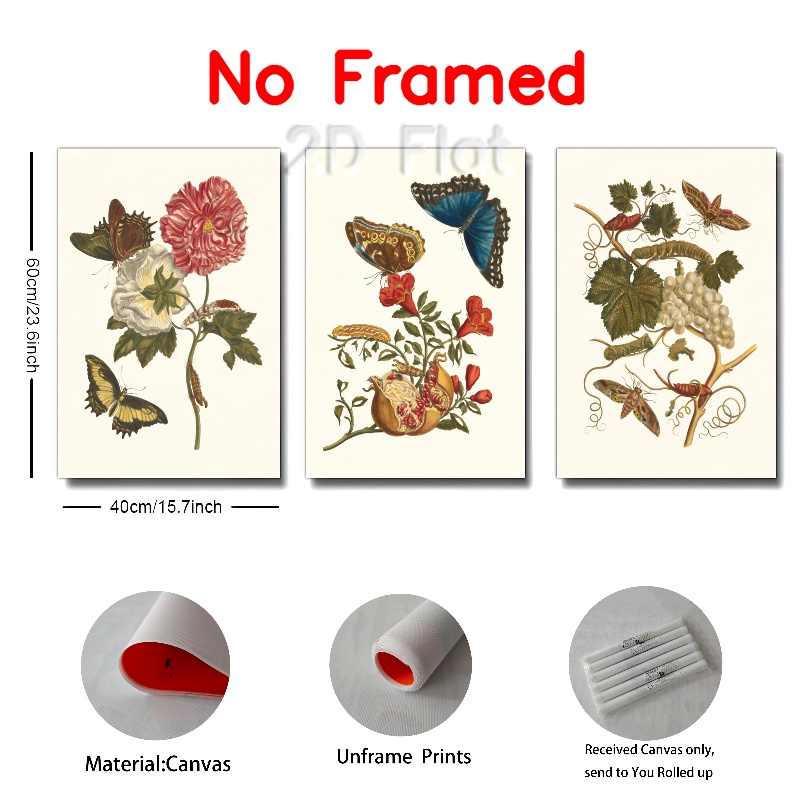 No Framed
2D Flat
60cm/23.6inch
40cm/15.7inch
Material:Canvas
Unframe Prints
Received Canvas only,
send to You Rolled up